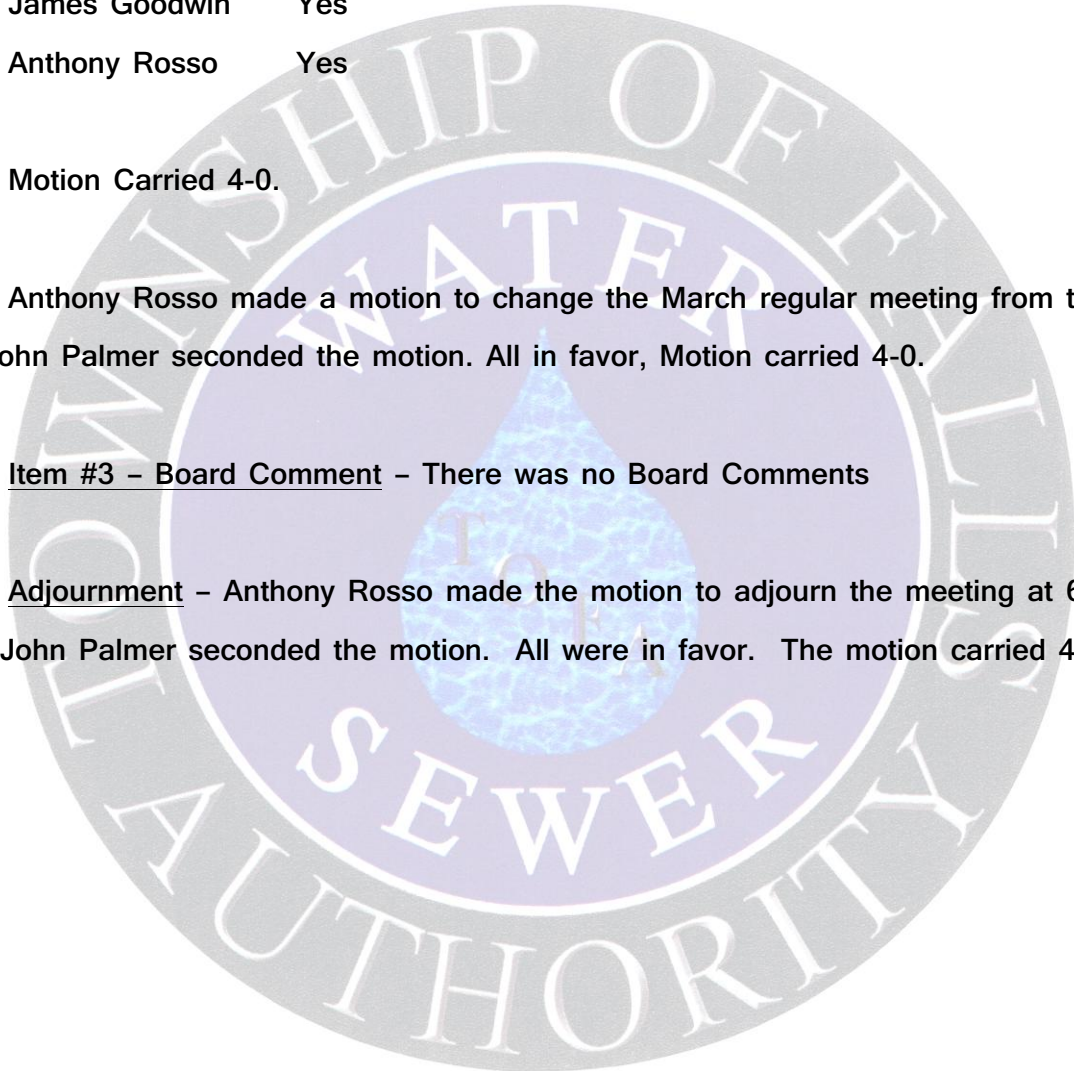 James Goodwin Yes
Anthony Rosso Yes
Motion Carried 4-0.
Anthony Rosso made a motion to change the March regular meeting from
John Palmer seconded the motion. All in favor, Motion carried 4-0.
Item #3 – Board Comment – There was no Board Comments
Adjournment – Anthony Rosso made the motion to adjourn the meeting at
John Palmer seconded the motion. All were in favor. The motion carried
TOWNSHIP OF FALLS
WATER
TOFA
SEWER
AUTHORITY